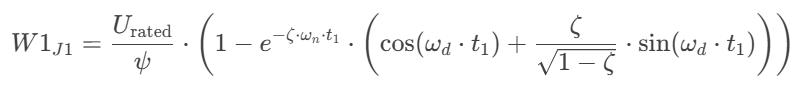 W1_{J1} = \frac{U_{\text{rated}}}{\psi} \cdot \left( 1 - e^{-\zeta \cdot \omega_n \cdot t_1} \cdot \left( \cos(\omega_d \cdot t_1) + \frac{\zeta}{\sqrt{1 - \zeta}} \cdot \sin(\omega_d \cdot t_1) \right) \right)